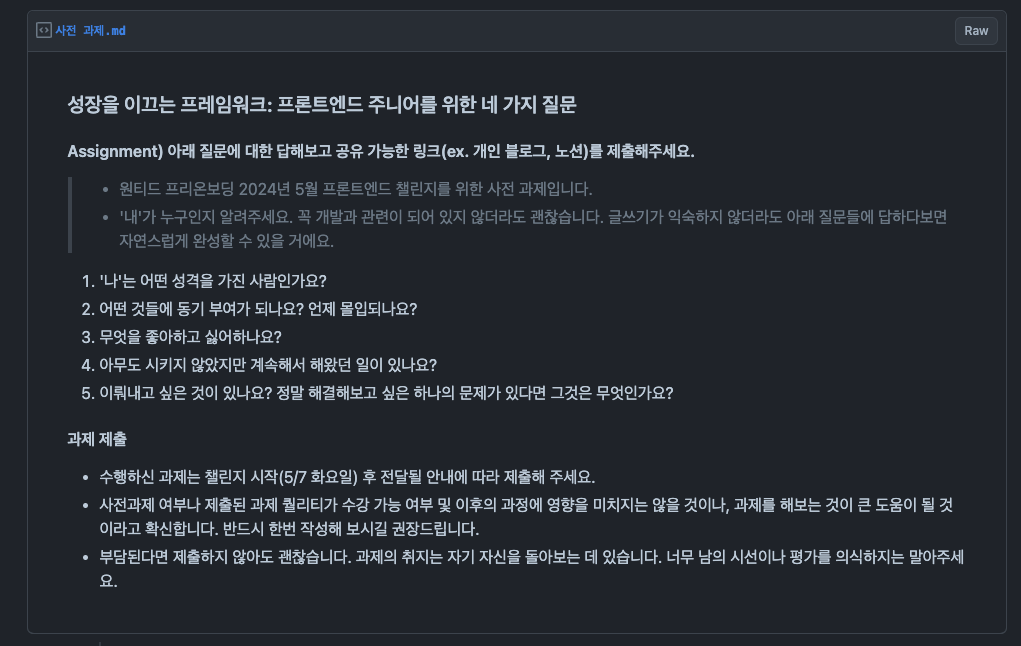 사전 과제.md
Raw
성장을 이끄는 프레임워크: 프론트엔드 주니어를 위한 네 가지 질문
Assignment) 아래 질문에 대한 답해보고 공유 가능한 링크(ex. 개인 블로그, 노션)를 제출해주세요.
• 원티드 프리온보딩 2024년 5월 프론트엔드 챌린지를 위한 사전 과제입니다.
• '내'가 누구인지 알려주세요. 꼭 개발과 관련이 되어 있지 않더라도 괜찮습니다. 글쓰기가 익숙하지 않더라도 아래 질문들에 답하다보면
자연스럽게 완성할 수 있을 거에요.
1. '나'는 어떤 성격을 가진 사람인가요?
2. 어떤 것들에 동기 부여가 되나요? 언제 몰입되나요?
3. 무엇을 좋아하고 싫어하나요?
4. 아무도 시키지 않았지만 계속해서 해왔던 일이 있나요?
5. 이뤄내고 싶은 것이 있나요? 정말 해결해보고 싶은 하나의 문제가 있다면 그것은 무엇인가요?
과제 제출
• 수행하신 과제는 챌린지 시작(5/7 화요일) 후 전달될 안내에 따라 제출해 주세요.
• 사전과제 여부나 제출된 과제 퀄리티가 수강 가능 여부 및 이후의 과정에 영향을 미치지는 않을 것이나, 과제를 해보는 것이 큰 도움이 될 것
이라고 확신합니다. 반드시 한번 작성해 보시길 권장드립니다.
• 부담된다면 제출하지 않아도 괜찮습니다. 과제의 취지는 자기 자신을 돌아보는 데 있습니다. 너무 남의 시선이나 평가를 의식하지는 말아주세
요.